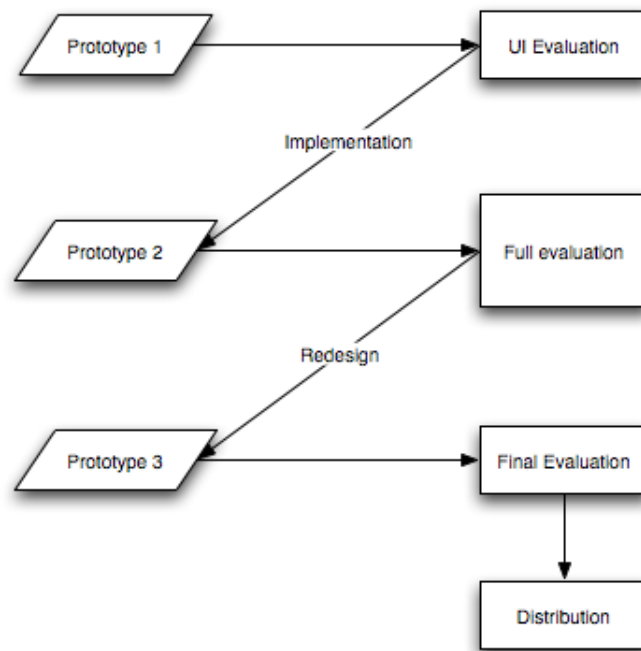 Prototype 1
UI Evaluation
Implementation
Prototype 2
Full evaluation
Redesign
Prototype 3
Final Evaluation
Distribution